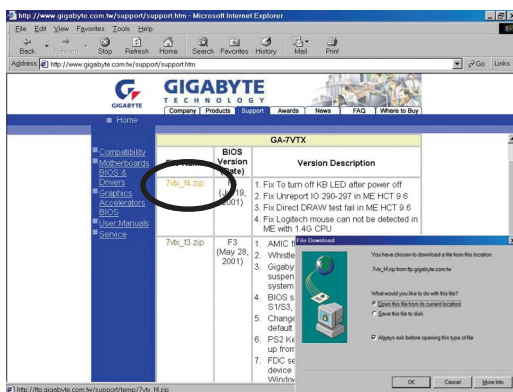 http://www.gigabyte.com.tw/support/support.htm - Microsoft Internet Explorer
File Edit View Favorites Tools Help
Back Forward Stop Refresh Home Search Favorites History Mail Print
Address http://www.gigabyte.com.tw/support/support.htm Go Links
GIGABYTE
GIGABYTE
TECHNOLOGY
Company Products Support Awards News FAQ Where to Buy
Home
Compatibility
Motherboards
BIOS &
Drivers
Graphics
Accelerators
BIOS
User Manuals
Service
GA-7VTX
BIOS
Version
(Date)
Version Description
7vtx_f4.zip
2001)
1. Fix To turn off KB LED after power off
2. Fix Unreport IO 290-297 in ME HCT 9.6
3. Fix Direct DRAW test fail in ME HCT 9.6
4. Fix Logitech mouse can not be detected in
ME with 1.4G CPU
7vtx_f3.zip
F3
(May 28,
2001)
1. AMIC
2. Whistle
3. Gigaby
suspen
system
4. BIOS s
S1/S3,
5. Change
default
6. PS2 Ke
up from
7. FDC se
device
Window
File Download
You have chosen to download a file from this location.
7vtx_f4.zip from ftp.gigabyte.com.tw
What would you like to do with this file?
Open this file from its current location
Save this file to disk
Always ask before opening this type of file
OK Cancel More Info
http://ftp.gigabyte.com.tw/support/temp/7vtx_f4.zip